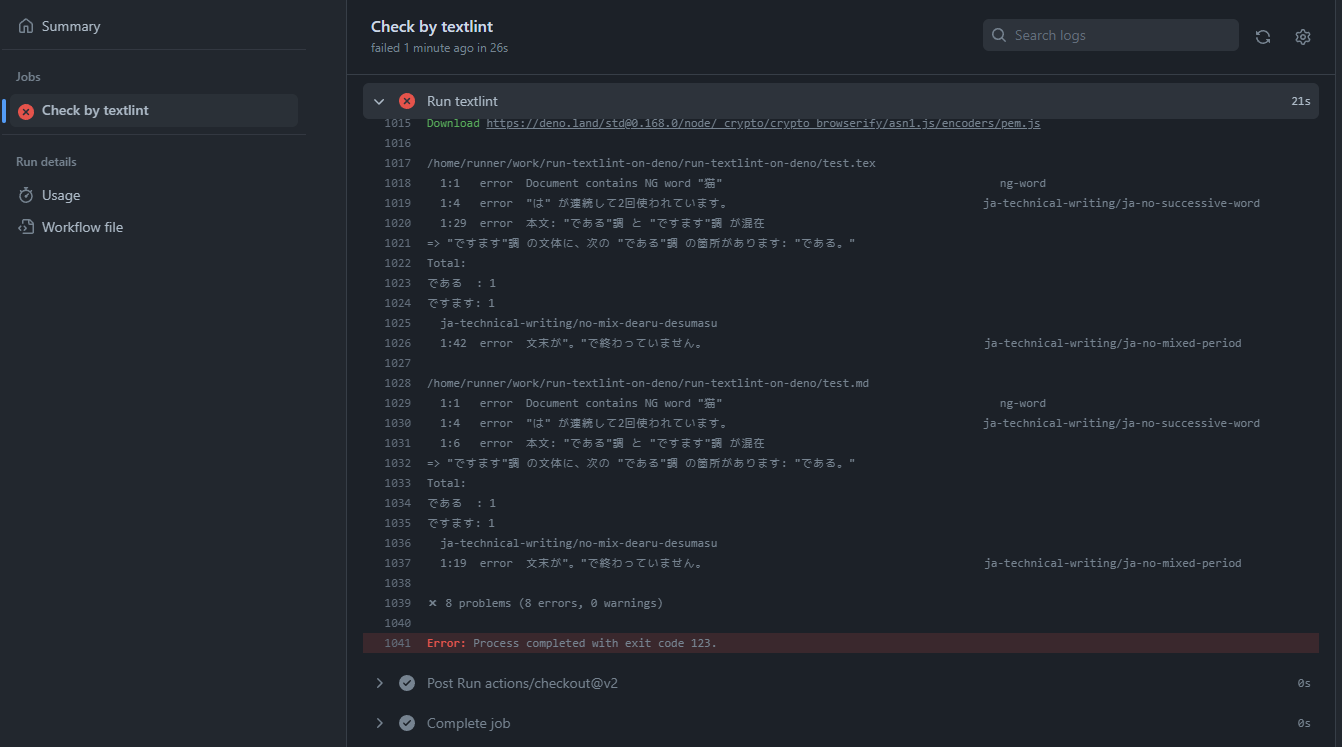 Summary
Jobs
Check by textlint
Run details
Usage
Workflow file
Check by textlint
failed 1 minute ago in 26s
Search logs
Run textlint 21s
1015 Download https://deno.land/std@0.168.0/node/_crypto/crypto_browserify/asn1.js/encoders/pem.js
1016
1017 /home/runner/work/run-textlint-on-deno/run-textlint-on-deno/test.tex
1018 1:1 error Document contains NG word "猫" ng-word
1019 1:4 error "は" が連続して2回使われています。 ja-technical-writing/ja-no-successive-word
1020 1:29 error 本文: "である"調 と "ですます"調 が混在
1021 => "ですます"調 の文体に、次の "である"調 の箇所があります: "である。"
1022 Total:
1023 である : 1
1024 ですます: 1
1025 ja-technical-writing/no-mix-dearu-desumasu
1026 1:42 error 文末が"。"で終わっていません。 ja-technical-writing/ja-no-mixed-period
1027
1028 /home/runner/work/run-textlint-on-deno/run-textlint-on-deno/test.md
1029 1:1 error Document contains NG word "猫" ng-word
1030 1:4 error "は" が連続して2回使われています。 ja-technical-writing/ja-no-successive-word
1031 1:6 error 本文: "である"調 と "ですます"調 が混在
1032 => "ですます"調 の文体に、次の "である"調 の箇所があります: "である。"
1033 Total:
1034 である : 1
1035 ですます: 1
1036 ja-technical-writing/no-mix-dearu-desumasu
1037 1:19 error 文末が"。"で終わっていません。 ja-technical-writing/ja-no-mixed-period
1038
1039 ✖ 8 problems (8 errors, 0 warnings)
1040
1041 Error: Process completed with exit code 123.
Post Run actions/checkout@v2 0s
Complete job 0s